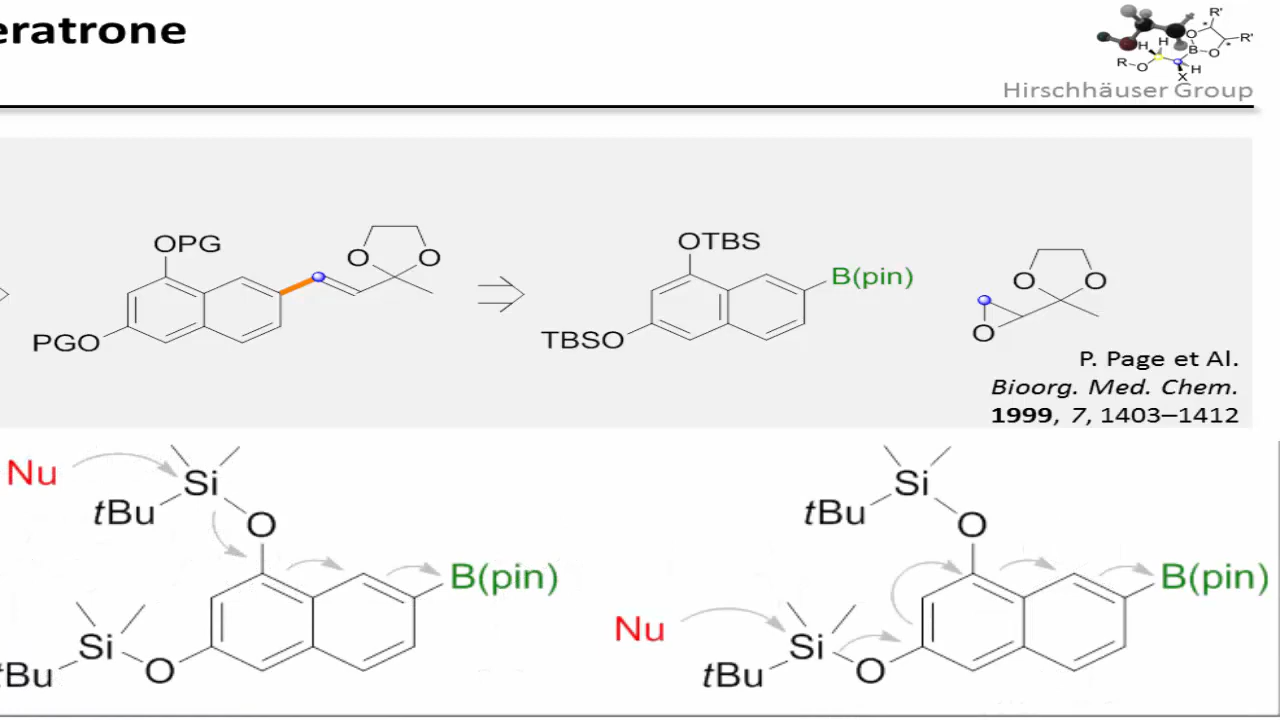 eratrone
R'
R'
O
B
O
H
H
R
O
H
X
Hirschhäuser Group
OPG
O
O
PGO
OTBS
B(pin)
TBSO
O
O
O
P. Page et Al.
Bioorg. Med. Chem.
1999, 7, 1403–1412
Nu
Si
tBu
O
B(pin)
Si
tBu
O
Si
tBu
O
B(pin)
Nu
Si
tBu
O